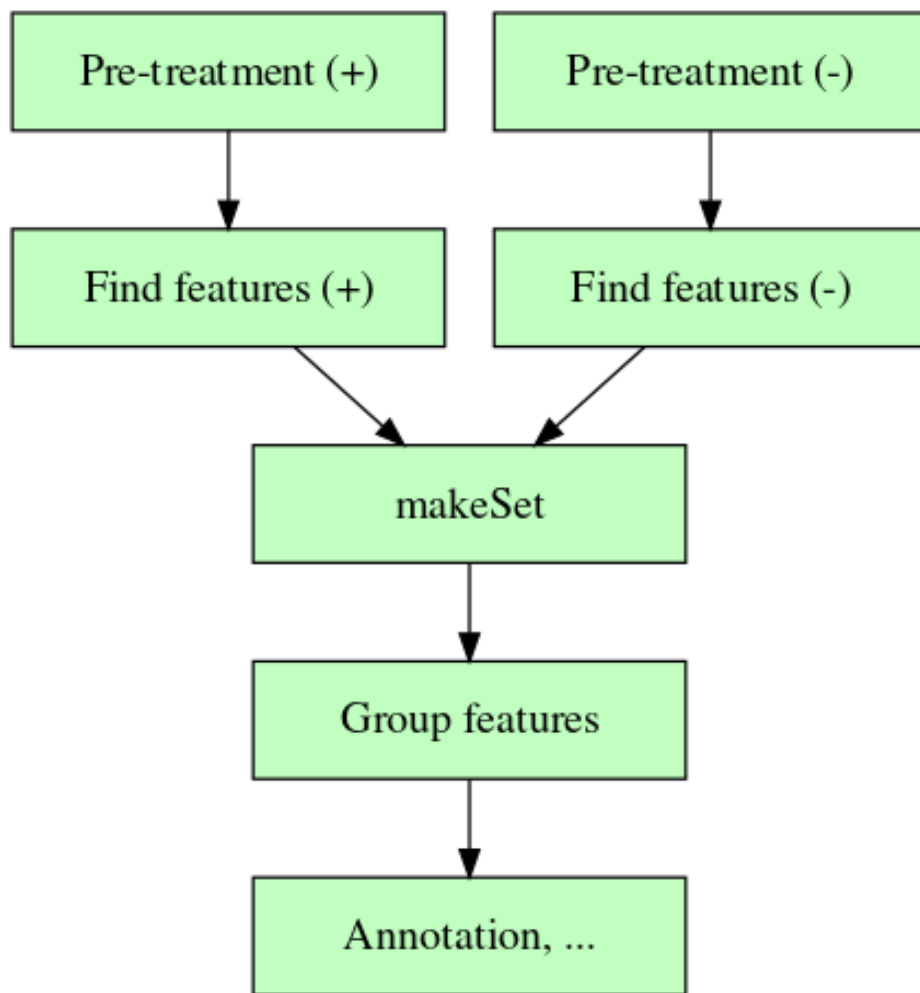 Pre-treatment (+)
Pre-treatment (-)
Find features (+)
Find features (-)
makeSet
Group features
Annotation, ...